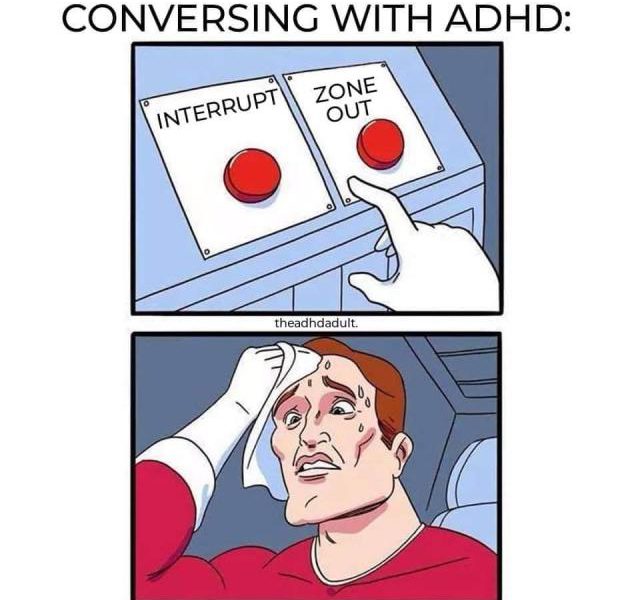 CONVERSING WITH ADHD:
INTERRUPT
ZONE
OUT
theadhdadult.